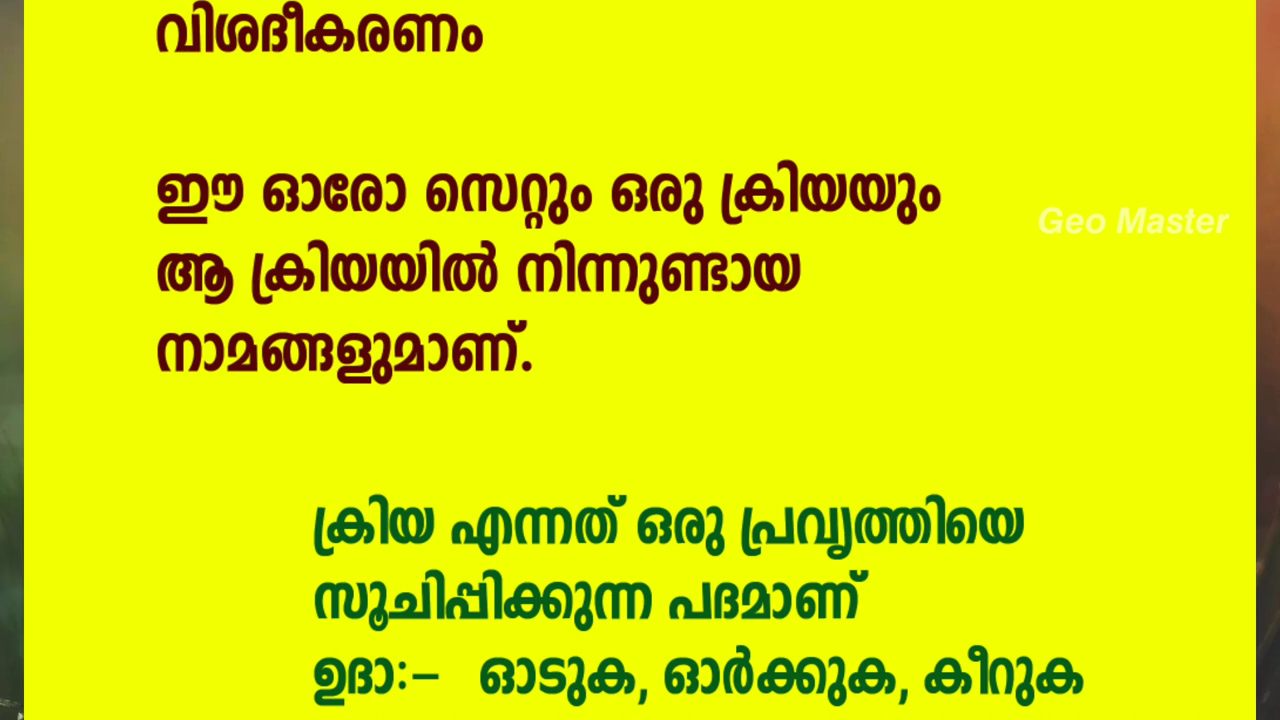 വിശദീകരണം
ഈ ഓരോ സെറ്റും ഒരു ക്രിയയും
Geo Master
ആ ക്രിയയിൽ നിന്നുണ്ടായ
നാമങ്ങളുമാണ്.
ക്രിയ എന്നത് ഒരു പ്രവൃത്തിയെ
സൂചിപ്പിക്കുന്ന പദമാണ്
ഉദാ:- ഓടുക, ഓർക്കുക, കീറുക